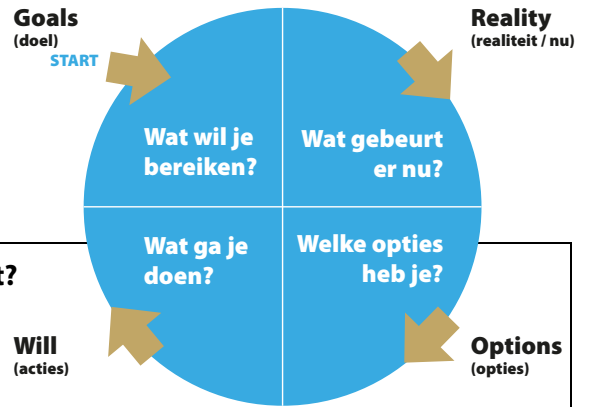 Goals
(doel)
START
Reality
(realiteit / nu)
Wat wil je
bereiken?
Wat gebeurt
er nu?
Wat ga je
doen?
Welke opties
heb je?
Will
(acties)
Options
(opties)